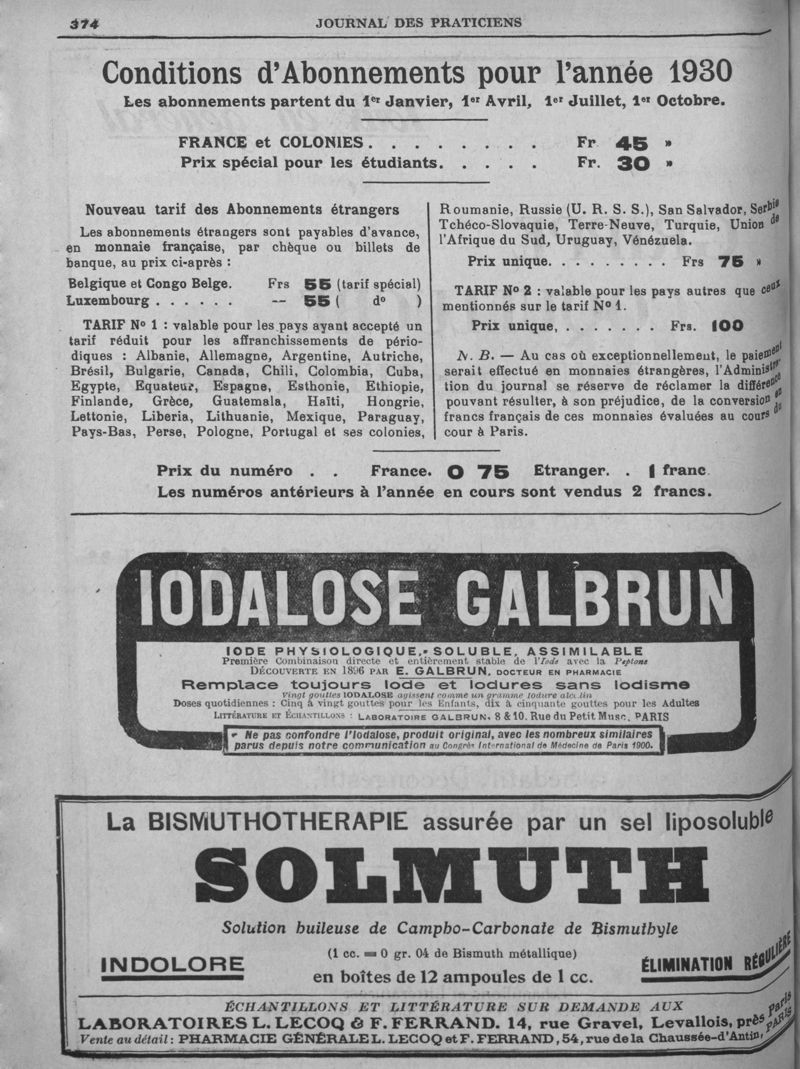 374
JOURNAL DES PRATICIENS
Conditions d'Abonnements pour l'année 1930
Les abonnements partent du 1er Janvier, 1er Avril, 1er Juillet, 1er Octobre.
FRANCE et COLONIES. . . . . . . . . Fr 45 »
Prix spécial pour les étudiants. . . . . Fr. 30 »
Nouveau tarif des Abonnements étrangers
Les abonnements étrangers sont payables d'avance,
en monnaie française, par chèque ou billets de
banque, au prix ci-après :
Belgique et Congo Belge. Frs 55 (tarif spécial)
Luxembourg . . . . . . — 55 ( do )
TARIF No 1 : valable pour les pays ayant accepté un
tarif réduit pour les affranchissements de pério-
diques : Albanie, Allemagne, Argentine, Autriche,
Brésil, Bulgarie, Canada, Chili, Colombia, Cuba,
Egypte, Equateur, Espagne, Esthonie, Ethiopie,
Finlande, Grèce, Guatemala, Haïti, Hongrie,
Lettonie, Liberia, Lithuanie, Mexique, Paraguay,
Pays-Bas, Perse, Pologne, Portugal et ses colonies,
Roumanie, Russie (U. R. S. S.), San Salvador, Serbie
Tchéco-Slovaquie, Terre-Neuve, Turquie, Union de
l'Afrique du Sud, Uruguay, Vénézuela.
Prix unique. . . . . . . . . Frs 75 »
TARIF No 2 : valable pour les pays autres que ceux
mentionnés sur le tarif No 1.
Prix unique, . . . . . . . Frs. 100
N. B. — Au cas où exceptionnellement, le paiement
serait effectué en monnaies étrangères, l'Administr-
tion du journal se réserve de réclamer la différence
pouvant résulter, à son préjudice, de la conversion en
francs français de ces monnaies évaluées au cours du
cour à Paris.
Prix du numéro . . France. 0 75 Etranger. . 1 franc
Les numéros antérieurs à l'année en cours sont vendus 2 francs.
IODALOSE GALBRUN
IODE PHYSIOLOGIQUE, SOLUBLE, ASSIMILABLE
Première Combinaison directe et entièrement stable de l'Iode avec la Peptone
DÉCOUVERTE EN 1896 PAR E. GALBRUN, DOCTEUR EN PHARMACIE
Remplace toujours Iode et Iodures sans Iodisme
Vingt gouttes IODALOSE agissent comme un gramme Iodure alcalin
Doses quotidiennes : Cinq à vingt gouttes pour les Enfants, dix à cinquante gouttes pour les Adultes
LITTÉRATURE ET ÉCHANTILLONS : LABORATOIRE GALBRUN, 8 & 10, Rue du Petit Musc, PARIS
Ne pas confondre l'Iodalose, produit original, avec les nombreux similaires
parus depuis notre communication au Congrès International de Médecine de Paris 1900.
La BISMUTHOTHERAPIE assurée par un sel liposoluble
SOLMUTH
Solution huileuse de Campho-Carbonate de Bismuthyle
(1 cc. = 0 gr. 04 de Bismuth métallique)
INDOLORE
en boîtes de 12 ampoules de 1 cc.
ÉLIMINATION RÉGULIÈRE
ÉCHANTILLONS ET LITTÉRATURE SUR DEMANDE AUX
LABORATOIRES L. LECOQ & F. FERRAND. 14, rue Gravel, Levallois, près Paris
Vente au détail : PHARMACIE GÉNÉRALE L. LECOQ et F. FERRAND, 54, rue de la Chaussée-d'Antin, PARIS